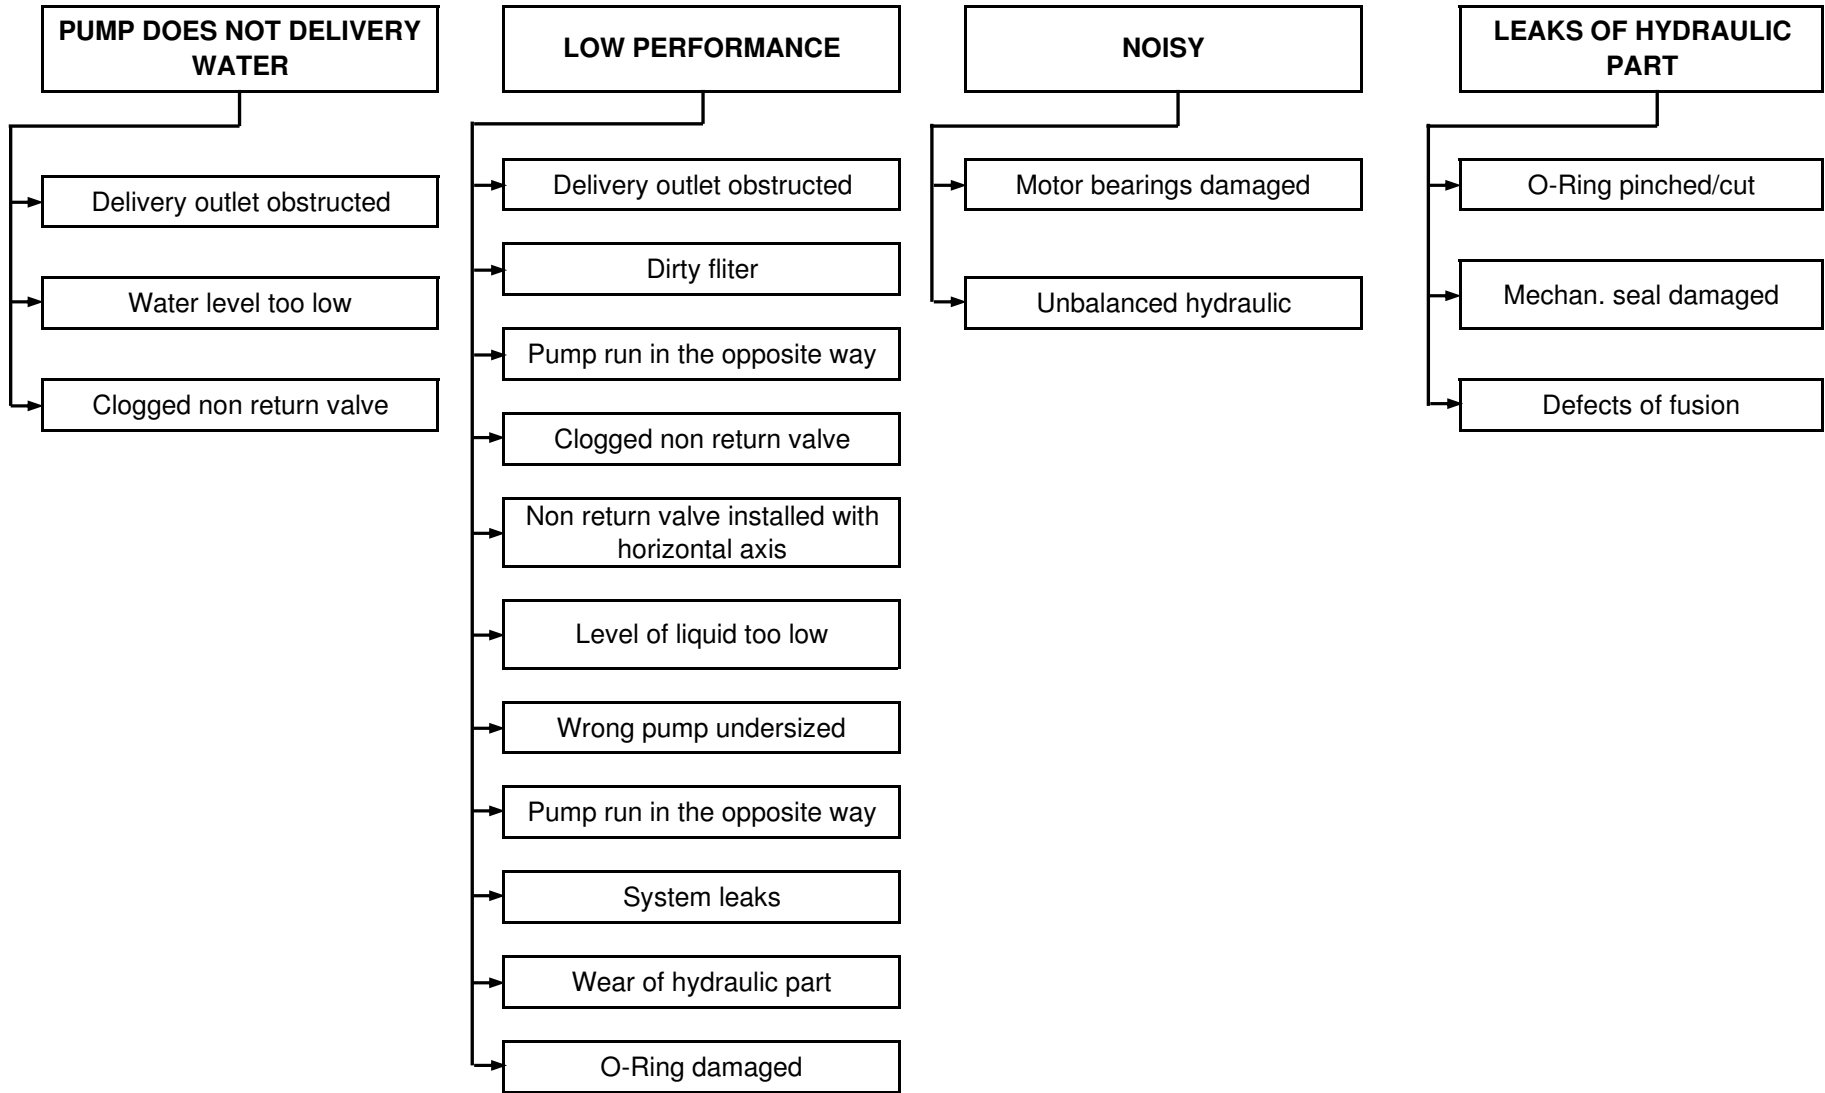 PUMP DOES NOT DELIVERY
WATER
Delivery outlet obstructed
Water level too low
Clogged non return valve
LOW PERFORMANCE
Delivery outlet obstructed
Dirty fliter
Pump run in the opposite way
Clogged non return valve
Non return valve installed with
horizontal axis
Level of liquid too low
Wrong pump undersized
Pump run in the opposite way
System leaks
Wear of hydraulic part
O-Ring damaged
NOISY
Motor bearings damaged
Unbalanced hydraulic
LEAKS OF HYDRAULIC
PART
O-Ring pinched/cut
Mechan. seal damaged
Defects of fusion